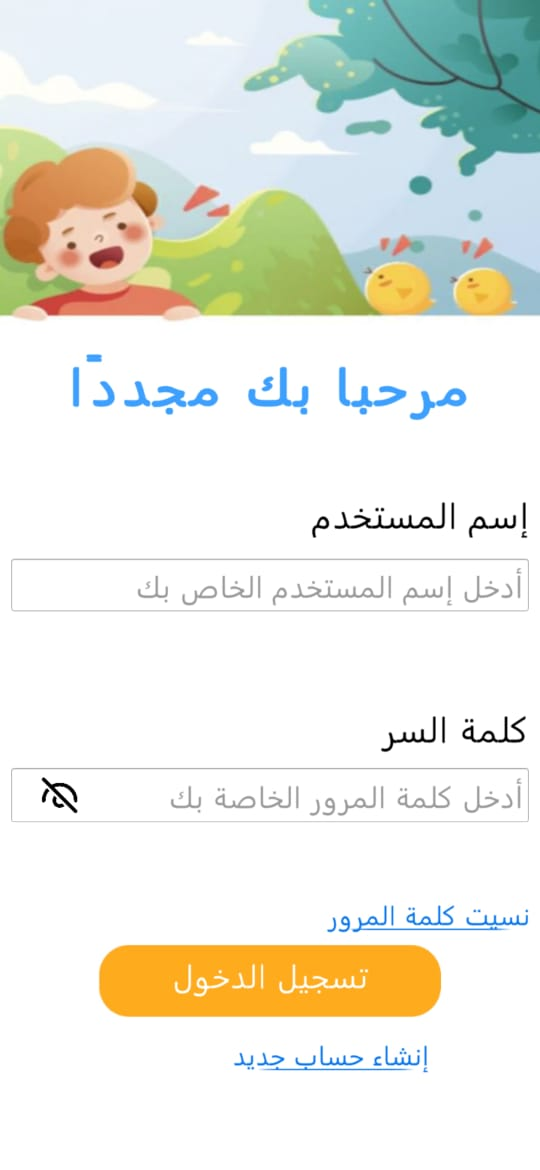 مرحبا بك مجددًا
إسم المستخدم
أدخل إسم المستخدم الخاص بك
كلمة السر
أدخل كلمة المرور الخاصة بك
نسيت كلمة المرور
تسجيل الدخول
إنشاء حساب جديد